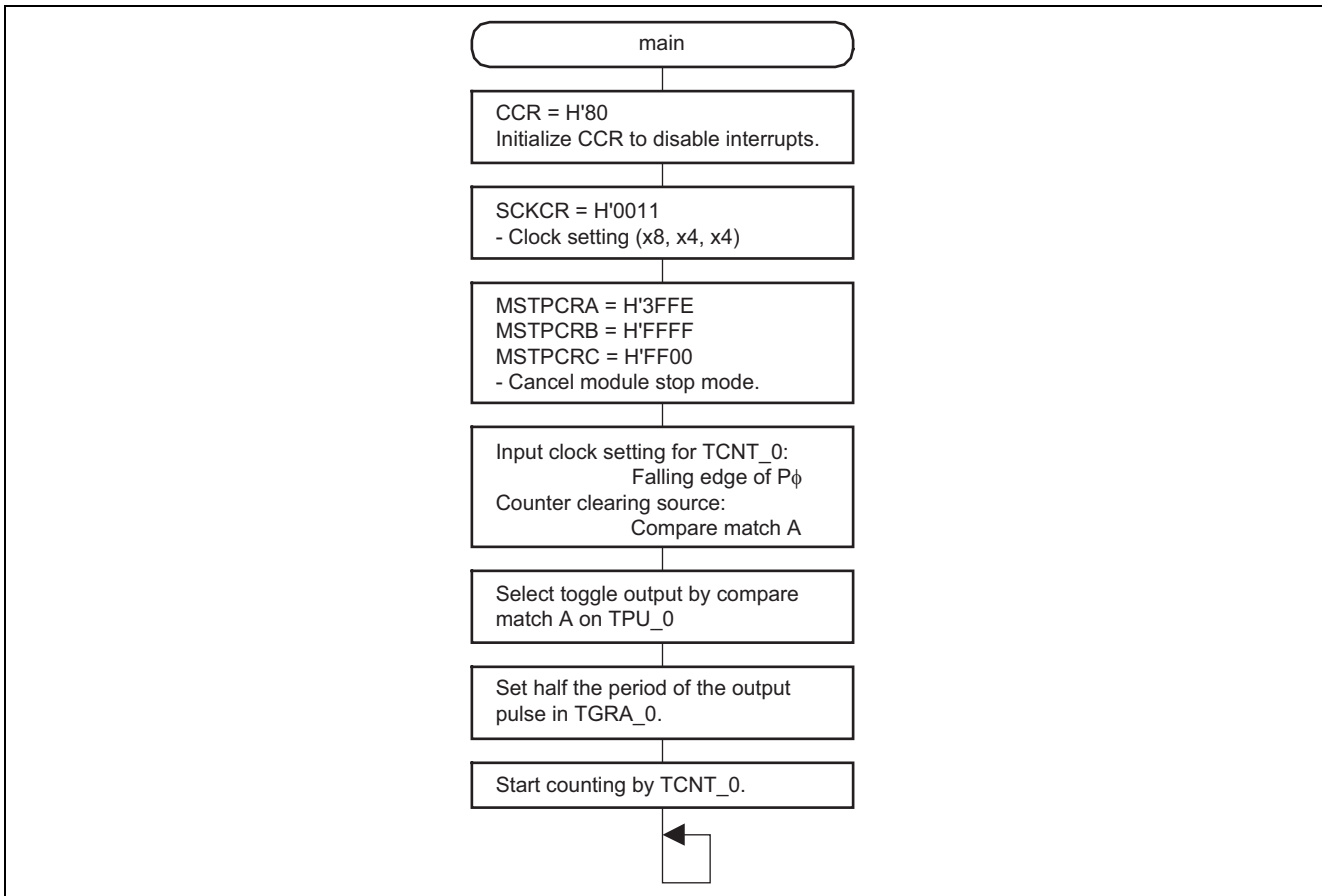 main
CCR = H'80
Initialize CCR to disable interrupts.
SCKCR = H'0011
- Clock setting (x8, x4, x4)
MSTPCRA = H'3FFE
MSTPCRB = H'FFFF
MSTPCRC = H'FF00
- Cancel module stop mode.
Input clock setting for TCNT_0:
Falling edge of Pϕ
Counter clearing source:
Compare match A
Select toggle output by compare
match A on TPU_0
Set half the period of the output
pulse in TGRA_0.
Start counting by TCNT_0.